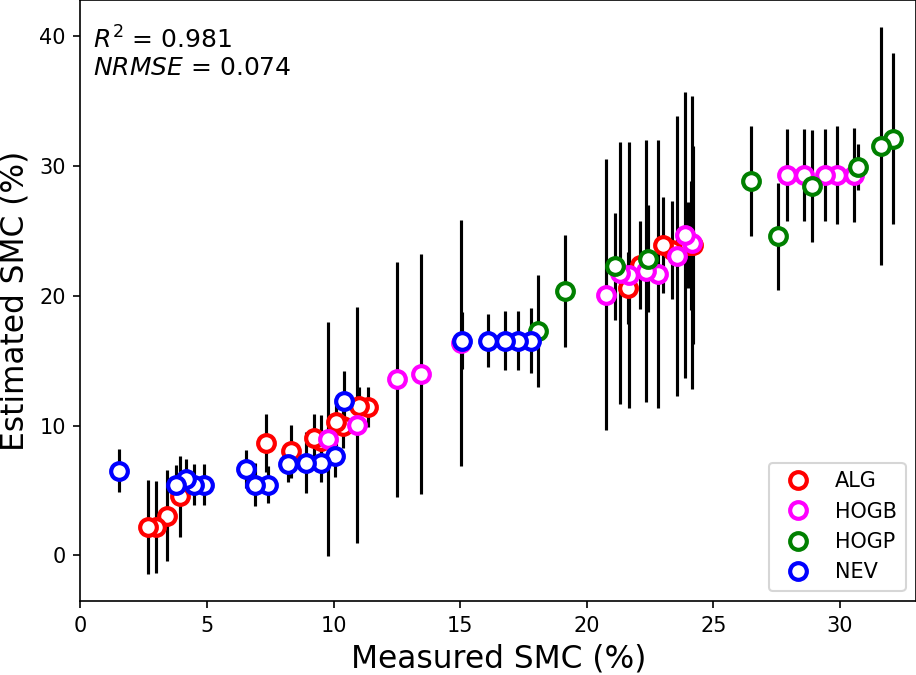 R² = 0.981
NRMSE = 0.074
Estimated SMC (%)
40
30
20
10
0
0 5 10 15 20 25 30
Measured SMC (%)
ALG
HOGB
HOGP
NEV